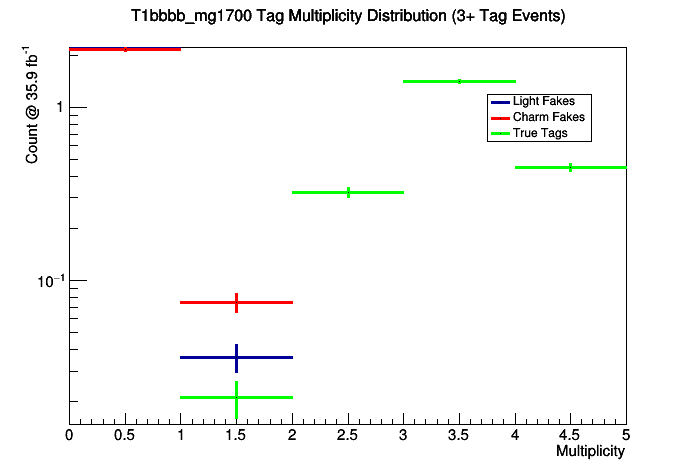 T1bbbb_mg1700 Tag Multiplicity Distribution (3+ Tag Events)
Count @ 35.9 fb⁻¹
1
10⁻¹
Light Fakes
Charm Fakes
True Tags
0 0.5 1 1.5 2 2.5 3 3.5 4 4.5 5
Multiplicity